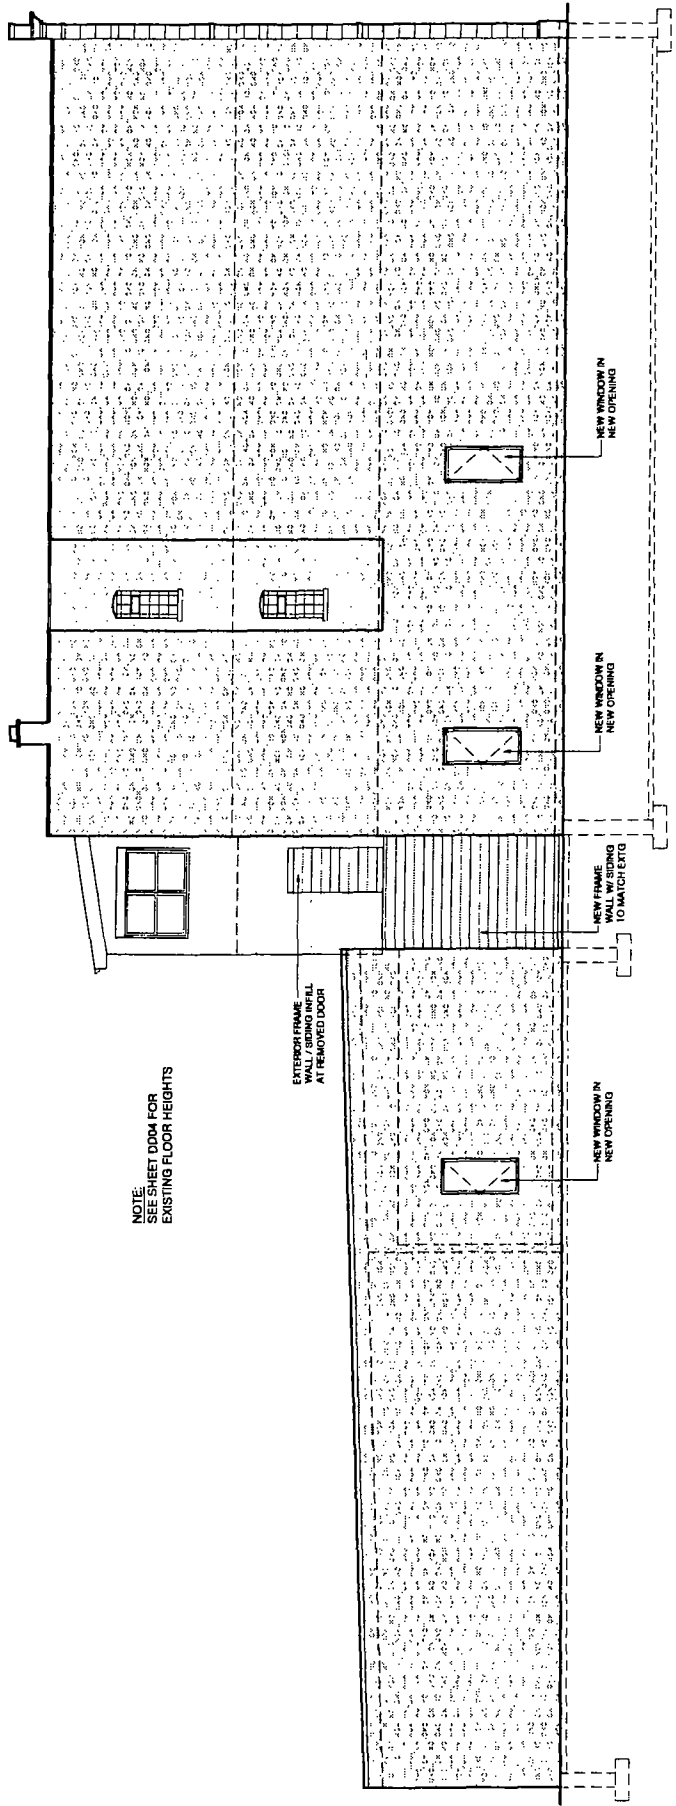 NEW WINDOW IN
NEW OPENING
NEW WINDOW IN
NEW OPENING
NEW FRAME
WALL W/ SIDING
TO MATCH EXTG
EXTERIOR FRAME
WALL / SIDING INFILL
AT REMOVED DOOR
NOTE:
SEE SHEET DD04 FOR
EXISTING FLOOR HEIGHTS
NEW WINDOW IN
NEW OPENING